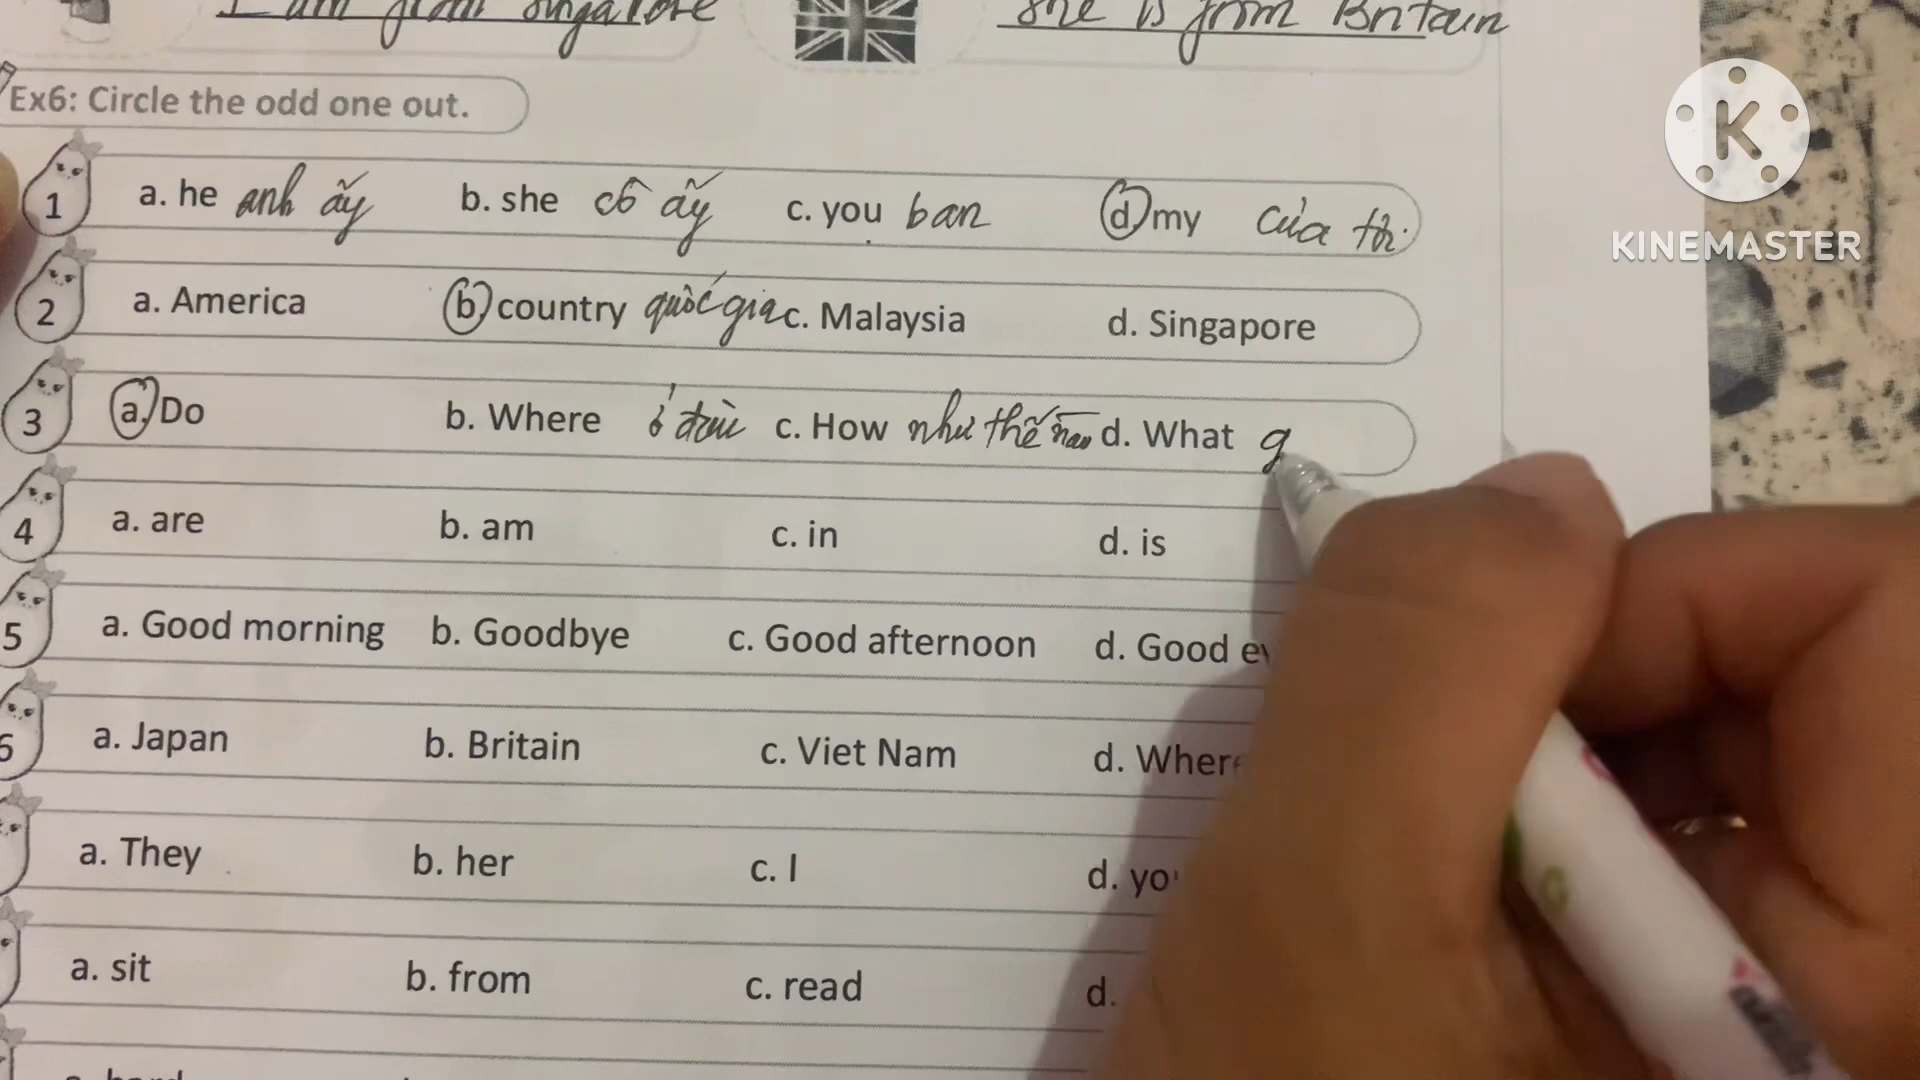 I am from Singapore She is from Britain
Ex6: Circle the odd one out.
1 a. he anh ấy b. she cô ấy c. you bạn d. my của tôi
2 a. America b. country quốc gia c. Malaysia d. Singapore
3 a. Do b. Where ở đâu c. How như thế nào d. What g
4 a. are b. am c. in d. is
5 a. Good morning b. Goodbye c. Good afternoon d. Good ev
6 a. Japan b. Britain c. Viet Nam d. Where
a. They b. her c. I d. yo
a. sit b. from c. read d.
K
KINEMASTER